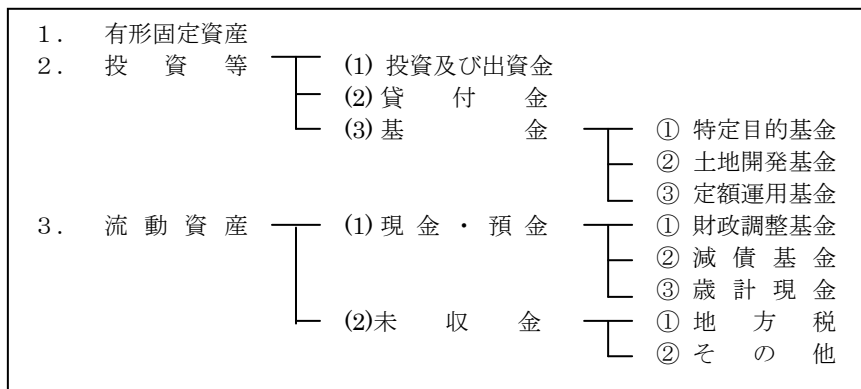 １． 有形固定資産
２． 投資等 (1) 投資及び出資金
(2) 貸付金
(3) 基金 ① 特定目的基金
② 土地開発基金
③ 定額運用基金
３． 流動資産 (1) 現金・預金 ① 財政調整基金
② 減債基金
③ 歳計現金
(2) 未収金 ① 地方税
② その他